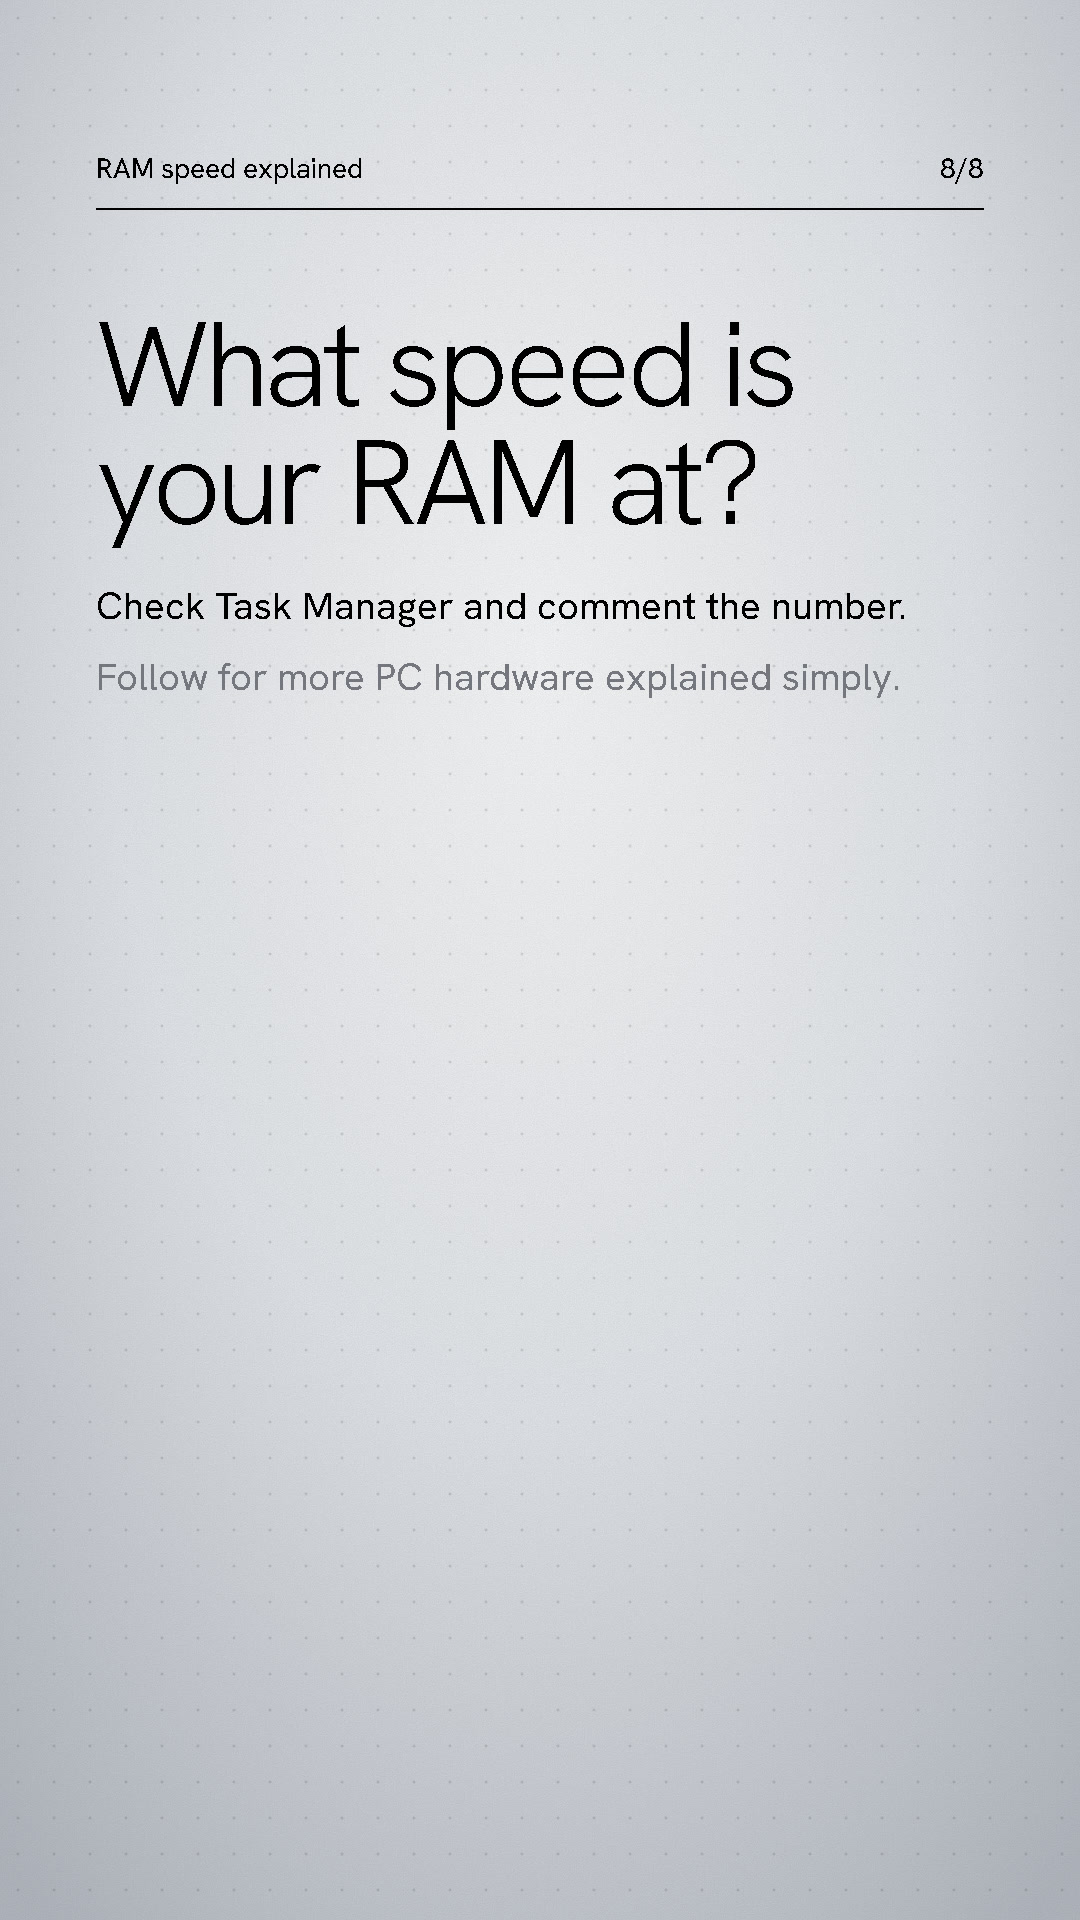 RAM speed explained
8/8
What speed is
your RAM at?
Check Task Manager and comment the number.
Follow for more PC hardware explained simply.